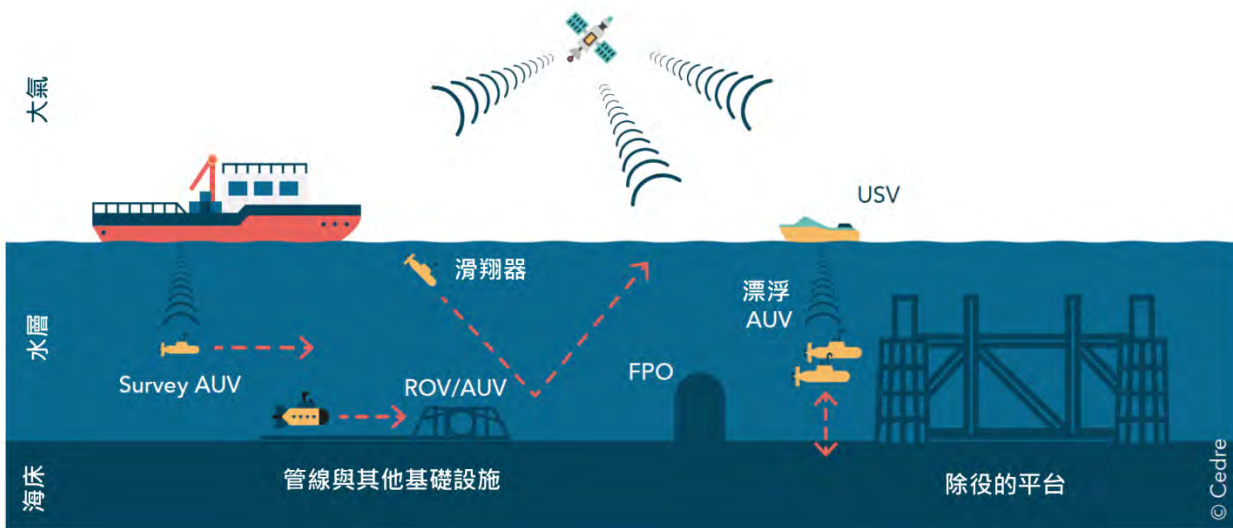 大氣
USV
滑翔器
漂浮
AUV
水層
FPO
Survey AUV
ROV/AUV
管線與其他基礎設施
除役的平台
海床
© Cedre